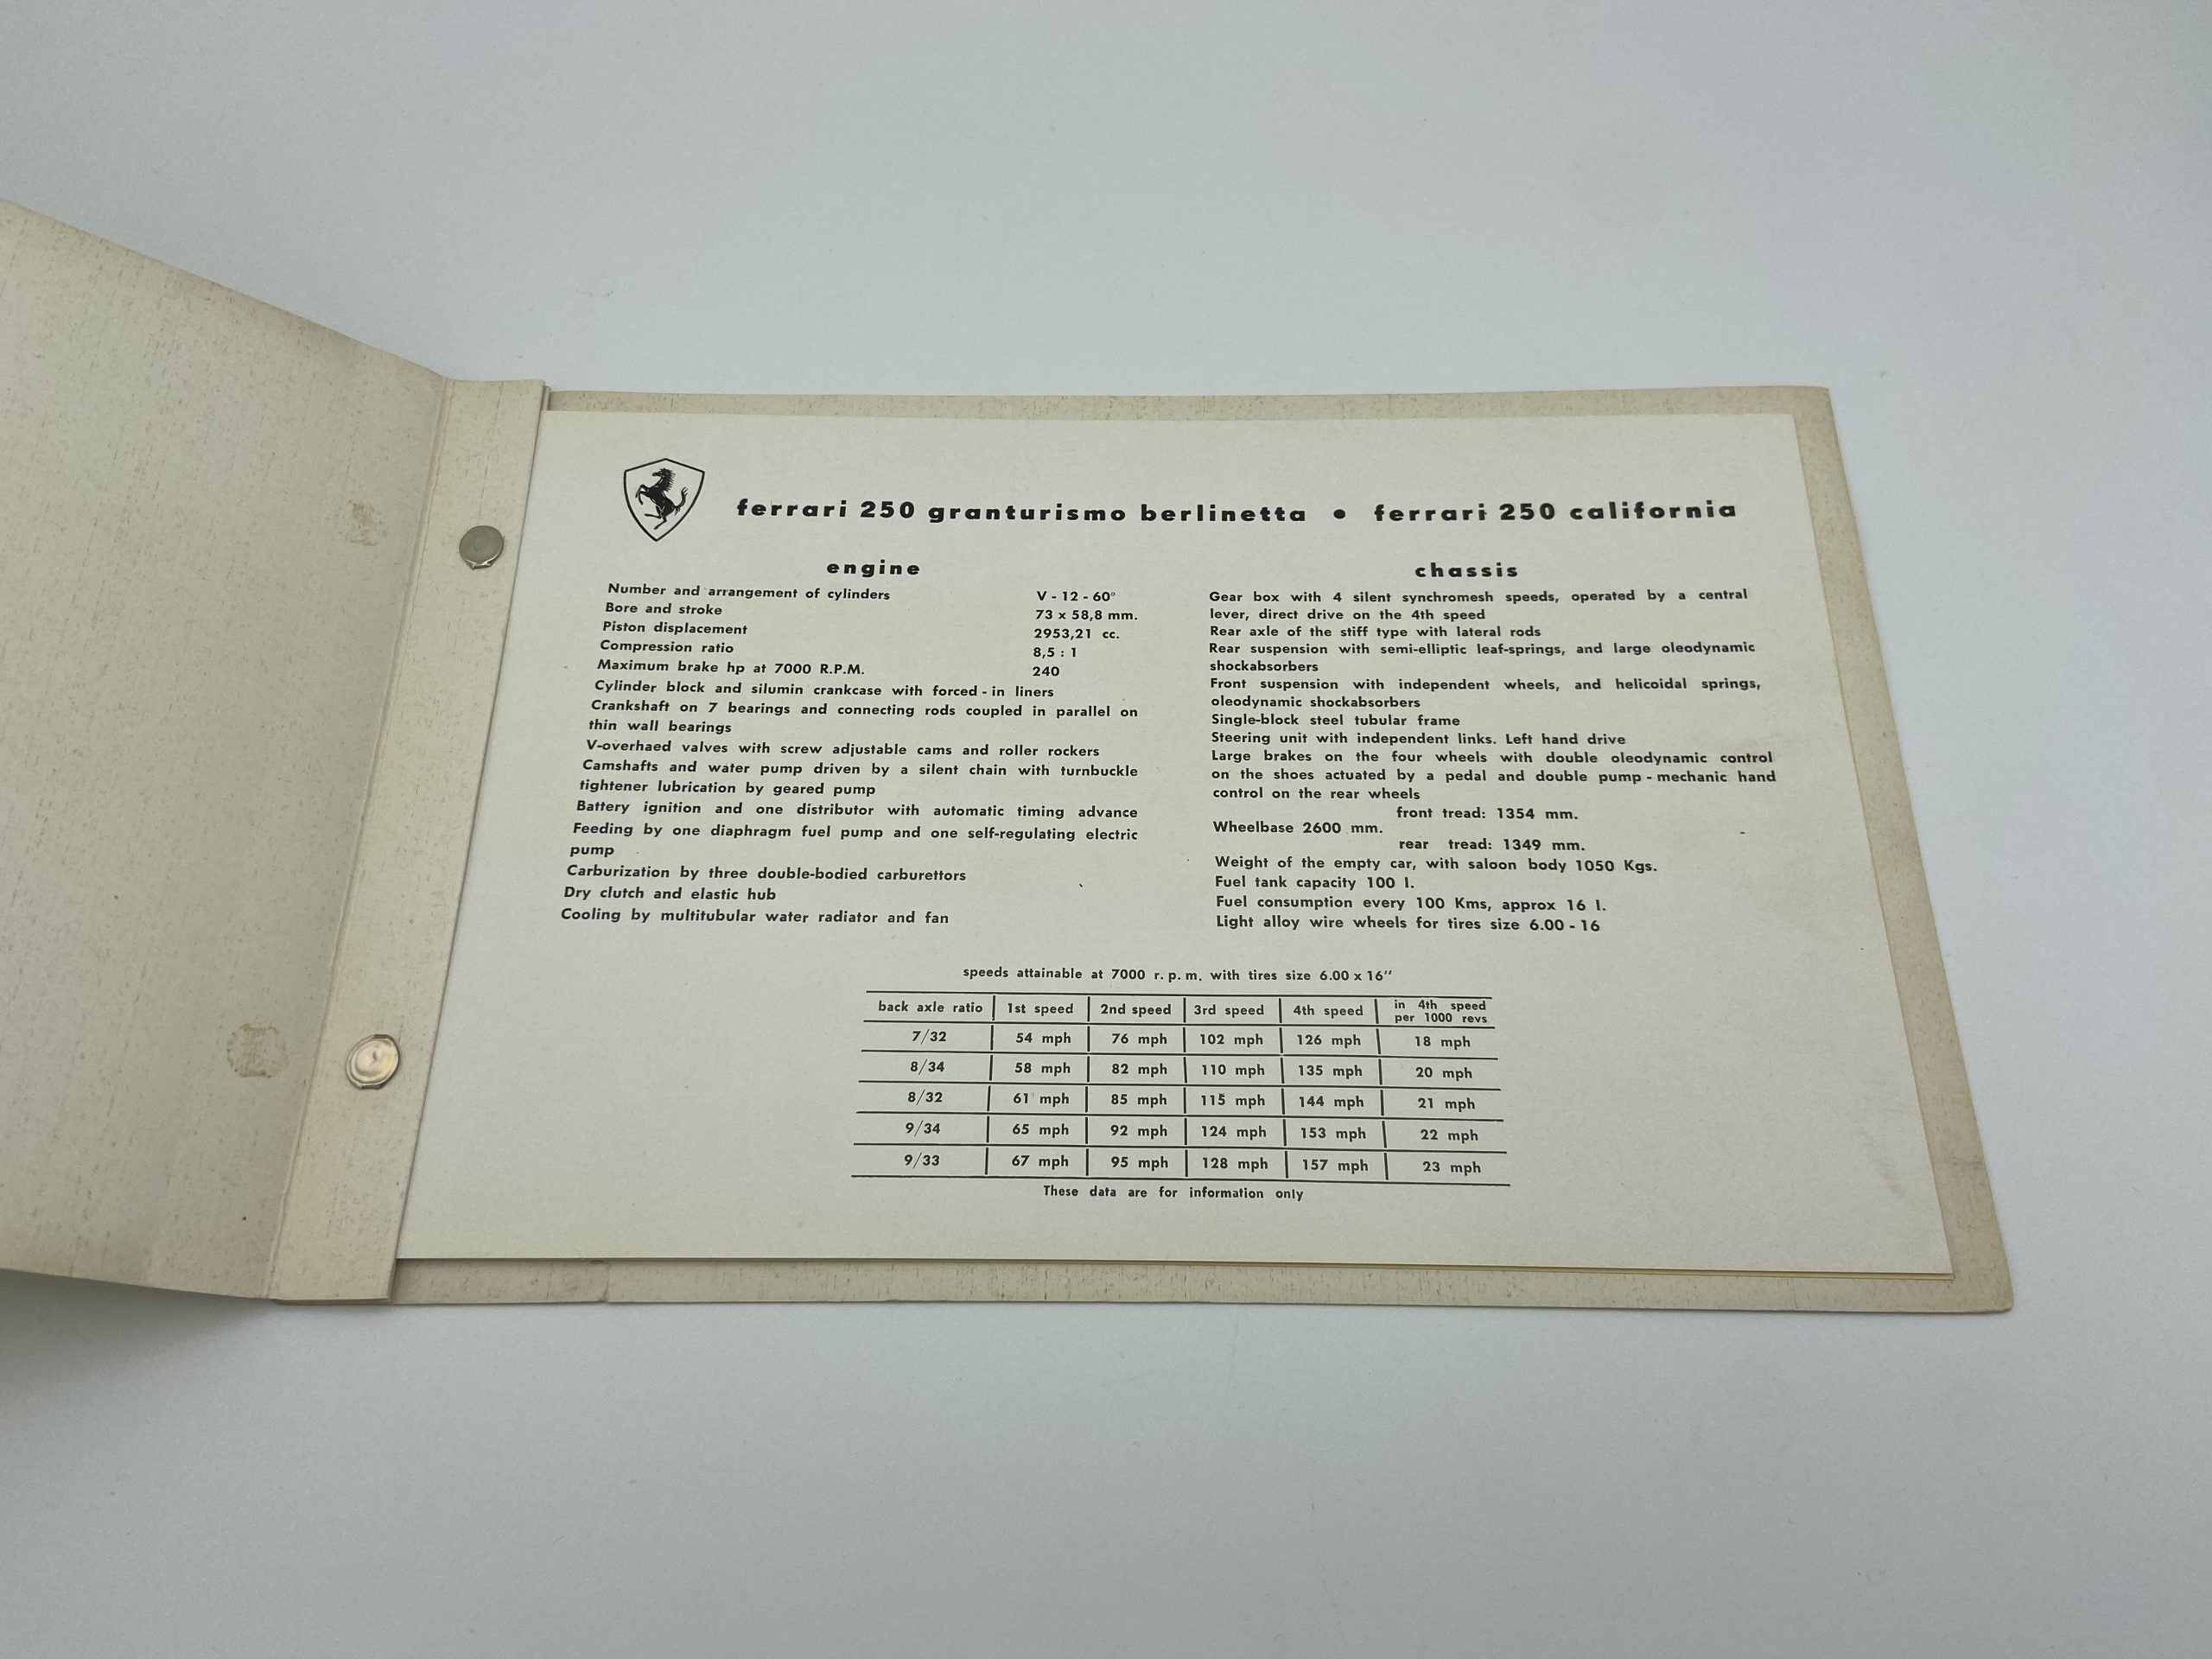 ferrari 250 granturismo berlinetta • ferrari 250 california
engine
Number and arrangement of cylinders V - 12 - 60°
Bore and stroke 73 x 58,8 mm.
Piston displacement 2953,21 cc.
Compression ratio 8,5 : 1
Maximum brake hp at 7000 R.P.M. 240
Cylinder block and silumin crankcase with forced - in liners
Crankshaft on 7 bearings and connecting rods coupled in parallel on
thin wall bearings
V-overhaed valves with screw adjustable cams and roller rockers
Camshafts and water pump driven by a silent chain with turnbuckle
tightener lubrication by geared pump
Battery ignition and one distributor with automatic timing advance
Feeding by one diaphragm fuel pump and one self-regulating electric
pump
Carburization by three double-bodied carburettors
Dry clutch and elastic hub
Cooling by multitubular water radiator and fan
chassis
Gear box with 4 silent synchromesh speeds, operated by a central
lever, direct drive on the 4th speed
Rear axle of the stiff type with lateral rods
Rear suspension with semi-elliptic leaf-springs, and large oleodynamic
shockabsorbers
Front suspension with independent wheels, and helicoidal springs,
oleodynamic shockabsorbers
Single-block steel tubular frame
Steering unit with independent links. Left hand drive
Large brakes on the four wheels with double oleodynamic control
on the shoes actuated by a pedal and double pump - mechanic hand
control on the rear wheels
front tread: 1354 mm.
Wheelbase 2600 mm.
rear tread: 1349 mm.
Weight of the empty car, with saloon body 1050 Kgs.
Fuel tank capacity 100 l.
Fuel consumption every 100 Kms, approx 16 l.
Light alloy wire wheels for tires size 6.00 - 16
speeds attainable at 7000 r. p. m. with tires size 6.00 x 16"
back axle ratio 1st speed 2nd speed 3rd speed 4th speed in 4th speed
per 1000 revs
7/32 54 mph 76 mph 102 mph 126 mph 18 mph
8/34 58 mph 82 mph 110 mph 135 mph 20 mph
8/32 61 mph 85 mph 115 mph 144 mph 21 mph
9/34 65 mph 92 mph 124 mph 153 mph 22 mph
9/33 67 mph 95 mph 128 mph 157 mph 23 mph
These data are for information only